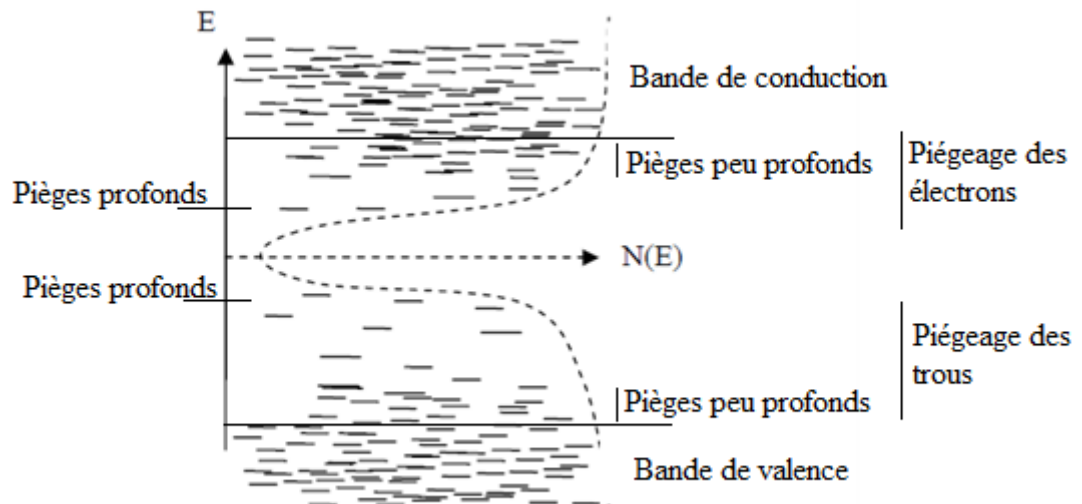 E
Bande de conduction
Pièges peu profonds
Piégeage des
électrons
Pièges profonds
N(E)
Pièges profonds
Piégeage des
trous
Pièges peu profonds
Bande de valence